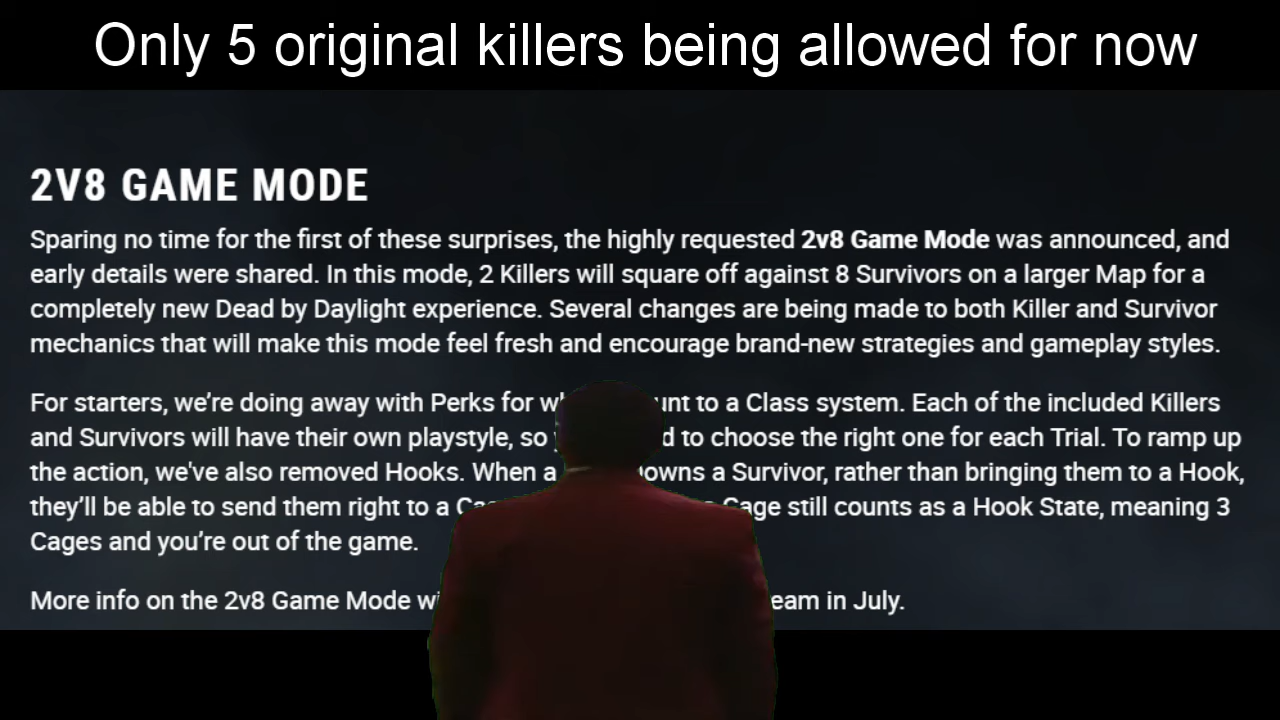 Only 5 original killers being allowed for now
2V8 GAME MODE
Sparing no time for the first of these surprises, the highly requested 2v8 Game Mode was announced, and
early details were shared. In this mode, 2 Killers will square off against 8 Survivors on a larger Map for a
completely new Dead by Daylight experience. Several changes are being made to both Killer and Survivor
mechanics that will make this mode feel fresh and encourage brand-new strategies and gameplay styles.
For starters, we're doing away with Perks for to a Class system. Each of the included Killers
and Survivors will have their own playstyle, so to choose the right one for each Trial. To ramp up
the action, we've also removed Hooks. When a a Survivor, rather than bringing them to a Hook,
they'll be able to send them right to a Cage still counts as a Hook State, meaning 3
Cages and you're out of the game.
More info on the 2v8 Game Mode in July.